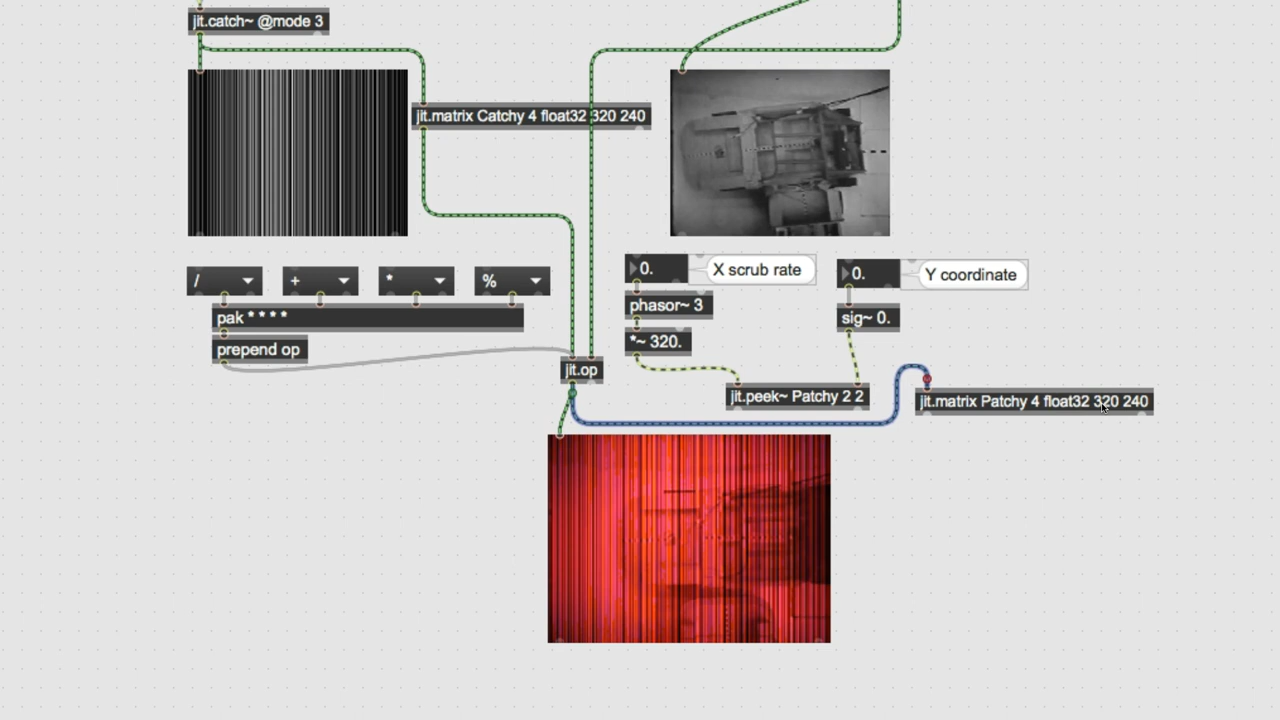 jit.catch~ @mode 3
jit.matrix Catchy 4 float32 320 240
/
+
*
%
pak * * * *
prepend op
0.
X scrub rate
phasor~ 3
*~ 320.
0.
Y coordinate
sig~ 0.
jit.op
jit.peek~ Patchy 2 2
jit.matrix Patchy 4 float32 320 240